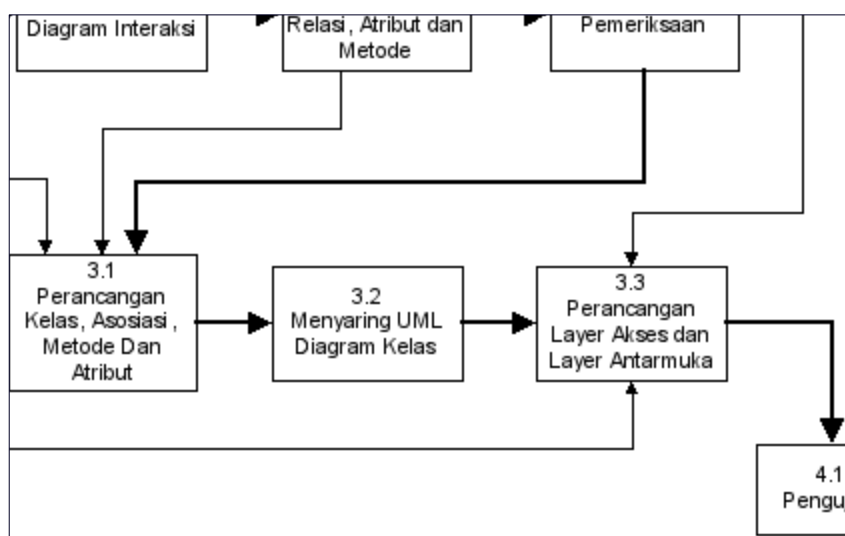 Diagram Interaksi
Relasi, Atribut dan
Metode
Pemeriksaan
3.1
Perancangan
Kelas, Asosiasi,
Metode Dan
Atribut
3.2
Menyaring UML
Diagram Kelas
3.3
Perancangan
Layer Akses dan
Layer Antarmuka
4.1